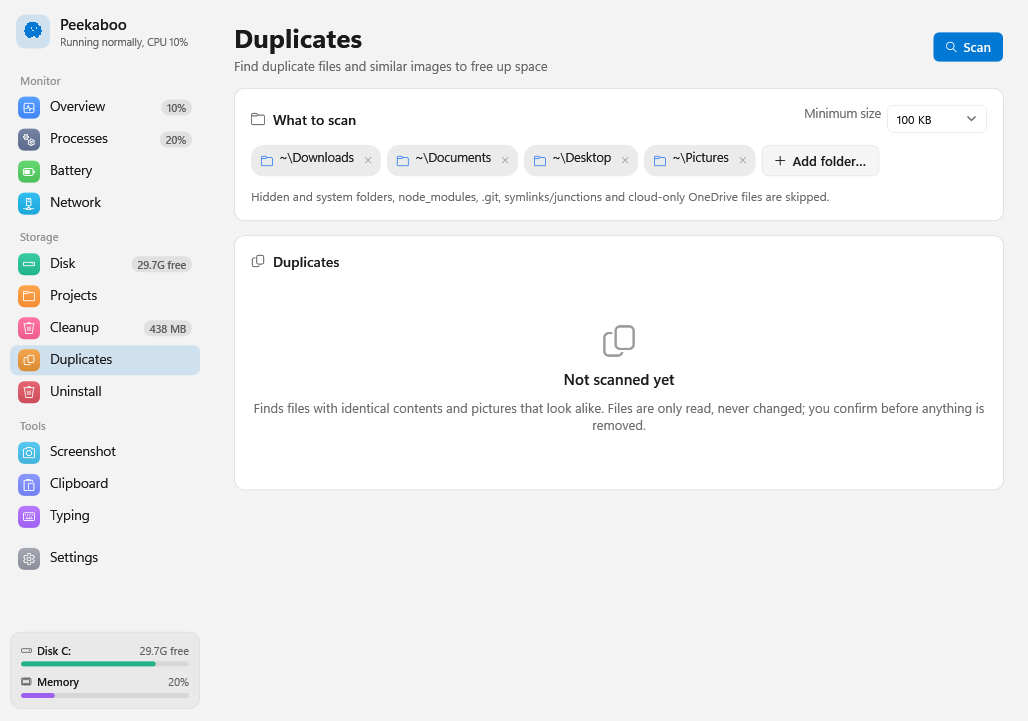 Peekaboo
Running normally, CPU 10%
Monitor
Overview 10%
Processes 20%
Battery
Network
Storage
Disk 29.7G free
Projects
Cleanup 438 MB
Duplicates
Uninstall
Tools
Screenshot
Clipboard
Typing
Settings
Disk C: 29.7G free
Memory 20%
Duplicates
Find duplicate files and similar images to free up space
Scan
What to scan
Minimum size 100 KB
~\Downloads × ~\Documents × ~\Desktop × ~\Pictures × + Add folder...
Hidden and system folders, node_modules, .git, symlinks/junctions and cloud-only OneDrive files are skipped.
Duplicates
Not scanned yet
Finds files with identical contents and pictures that look alike. Files are only read, never changed; you confirm before anything is
removed.